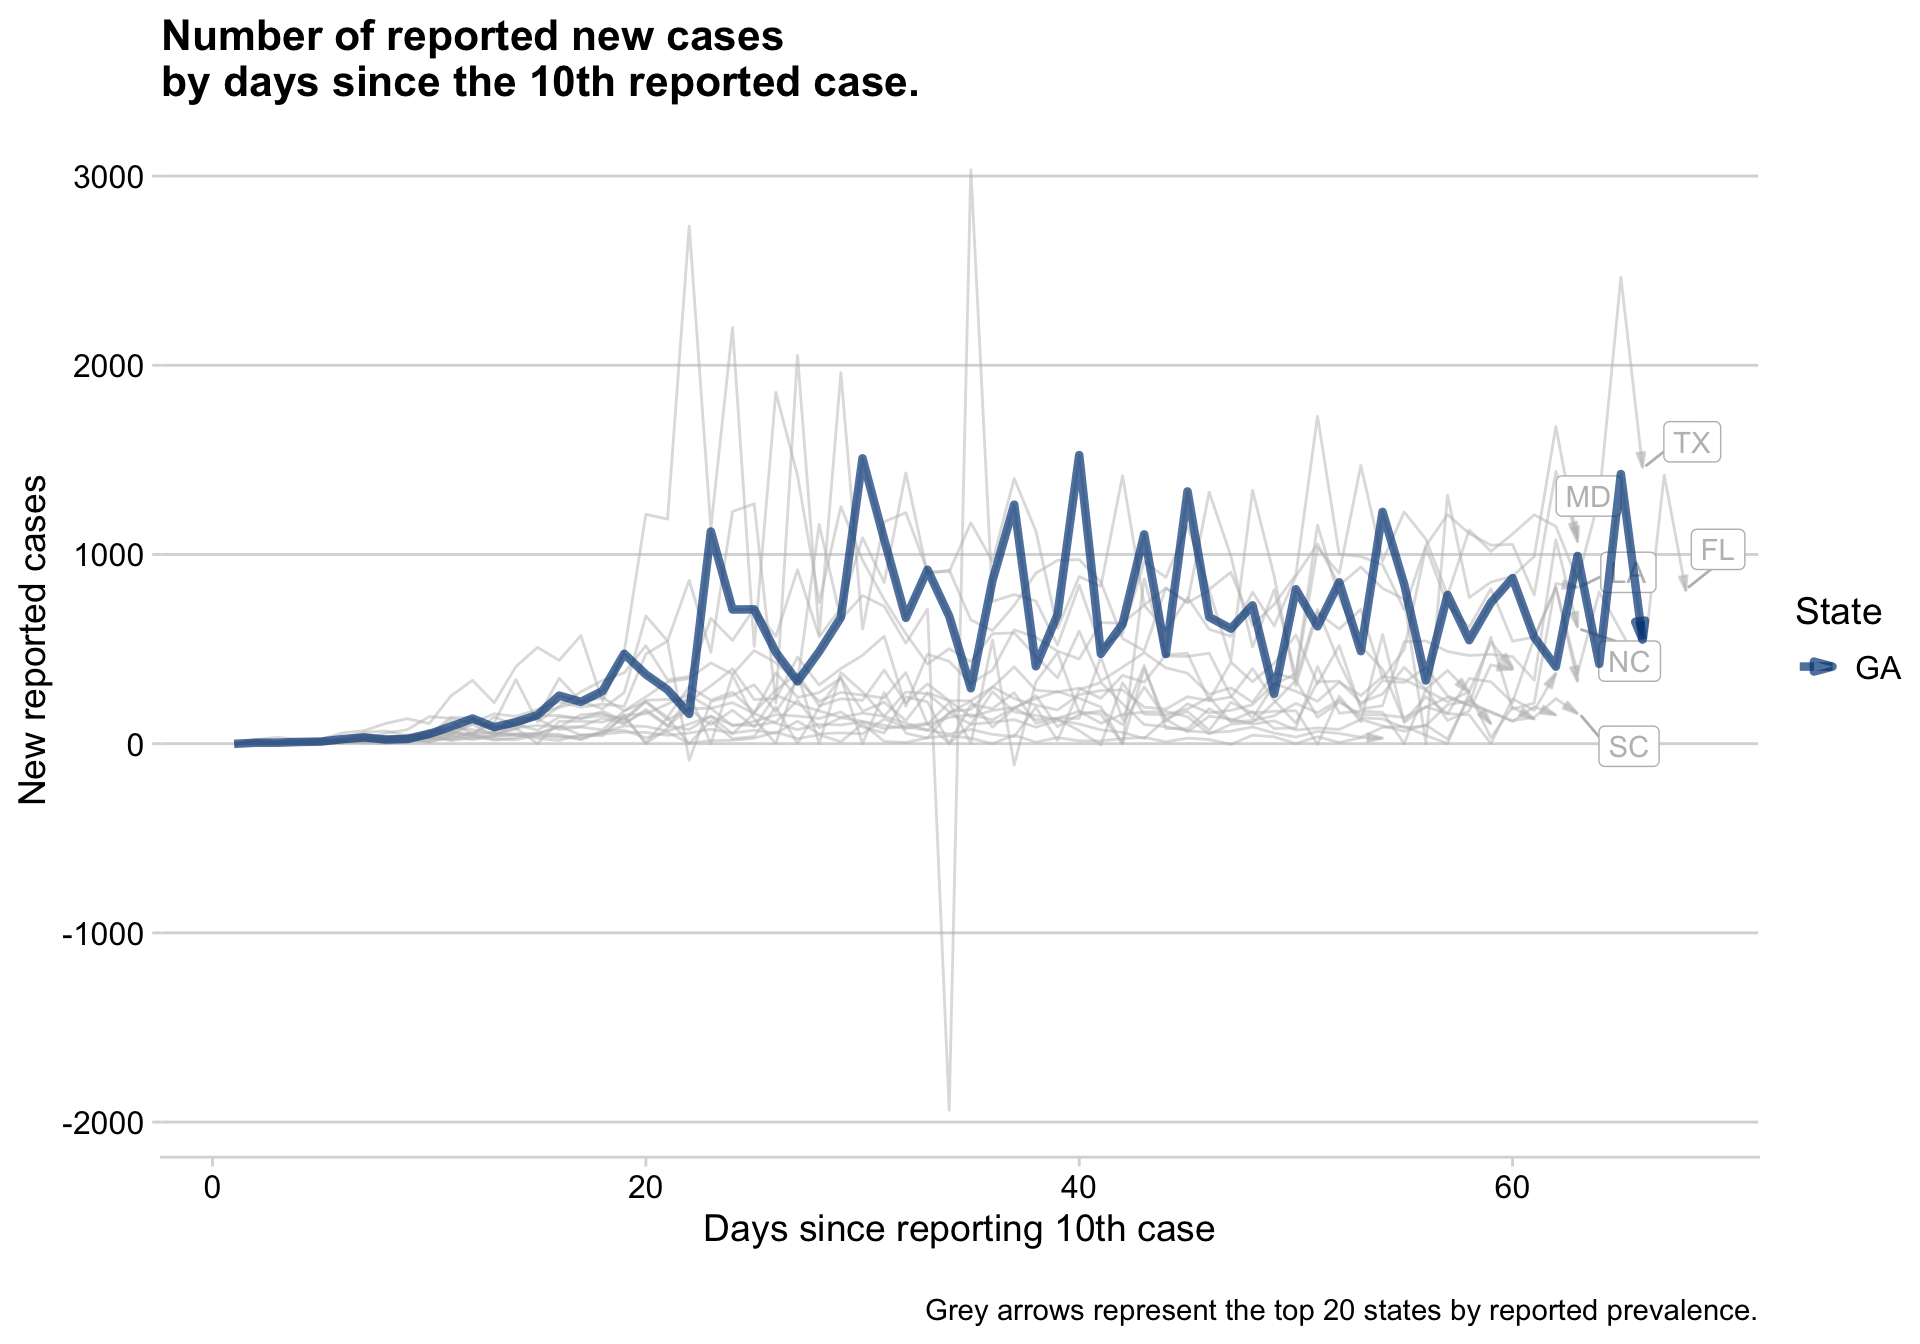 Number of reported new cases
by days since the 10th reported case.
New reported cases
3000
2000
1000
0
-1000
-2000
TX
MD
FL
LA
NC
SC
State
GA
0
20
40
60
Days since reporting 10th case
Grey arrows represent the top 20 states by reported prevalence.